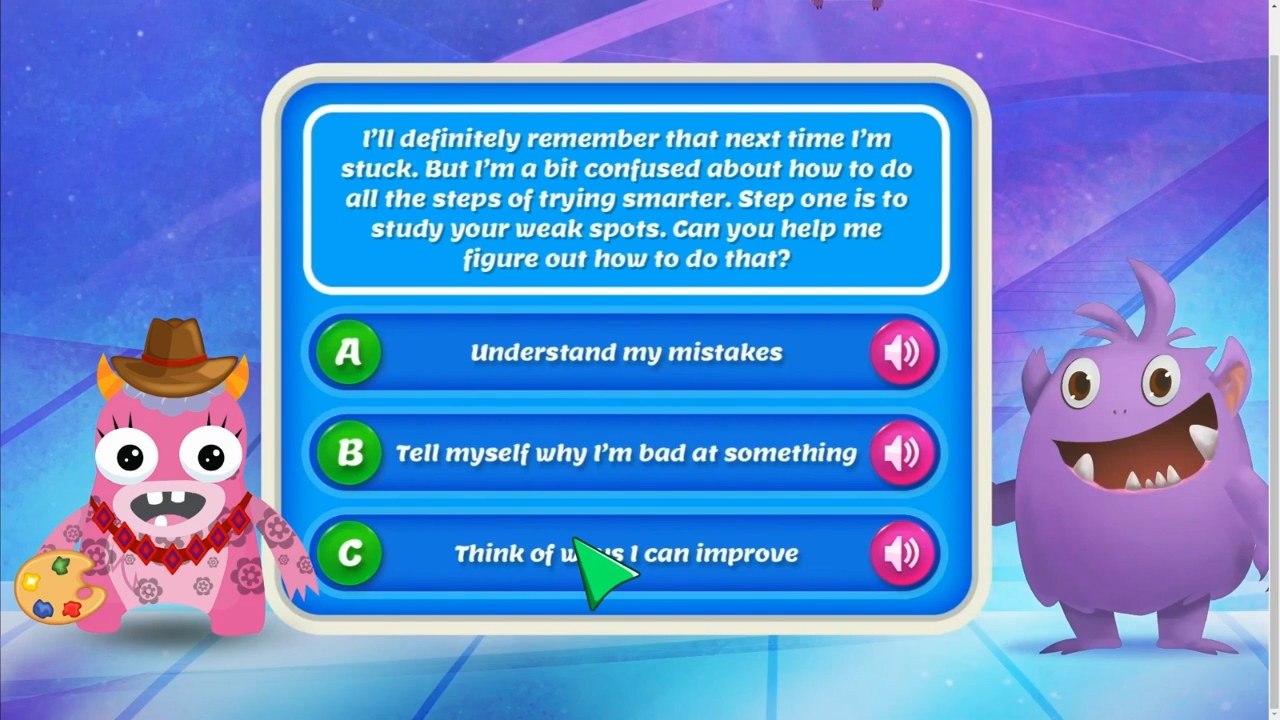 I'll definitely remember that next time I'm
stuck. But I'm a bit confused about how to do
all the steps of trying smarter. Step one is to
study your weak spots. Can you help me
figure out how to do that?
A Understand my mistakes
B Tell myself why I'm bad at something
C Think of ways I can improve